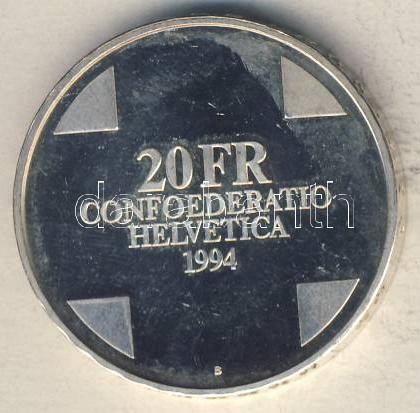 20 FR
CONFOEDERATIO
HELVETICA
1994
B